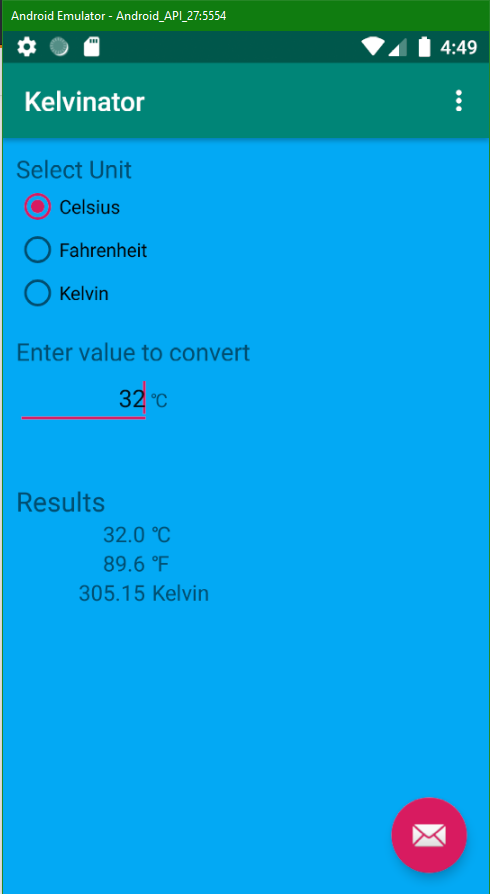 Android Emulator - Android_API_27:5554
4:49
Kelvinator
Select Unit
Celsius
Fahrenheit
Kelvin
Enter value to convert
32 °C
Results
32.0 °C
89.6 °F
305.15 Kelvin